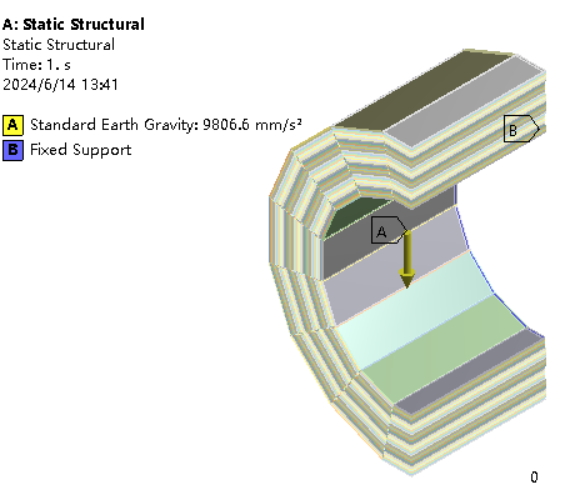 A: Static Structural
Static Structural
Time: 1. s
2024/6/14 13:41
A Standard Earth Gravity: 9806.6 mm/s²
B Fixed Support
B
A
0